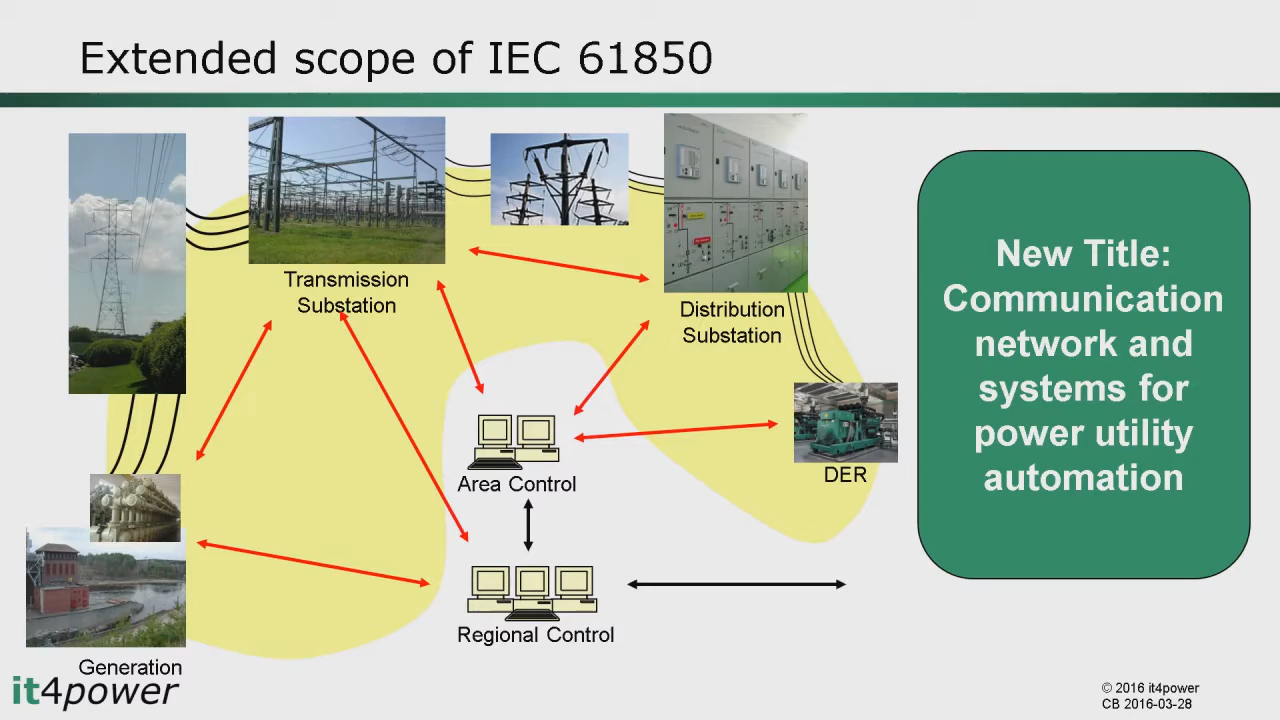 Extended scope of IEC 61850
Transmission
Substation
Distribution
Substation
DER
Area Control
Regional Control
Generation
New Title:
Communication
network and
systems for
power utility
automation
it4power
© 2016 it4power
CB 2016-03-28